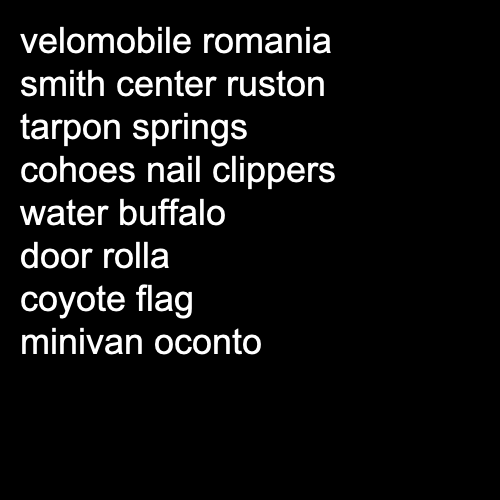 velomobile romania
smith center ruston
tarpon springs
cohoes nail clippers
water buffalo
door rolla
coyote flag
minivan oconto